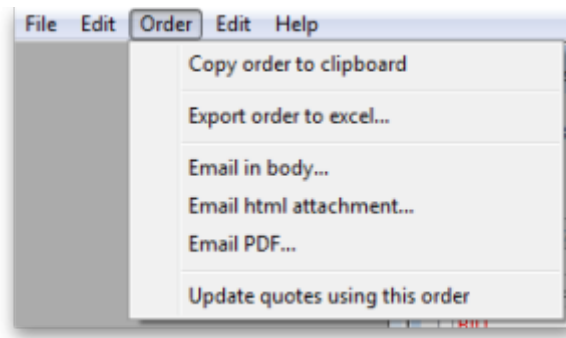 File Edit Order Edit Help
Copy order to clipboard
Export order to excel...
Email in body...
Email html attachment...
Email PDF...
Update quotes using this order